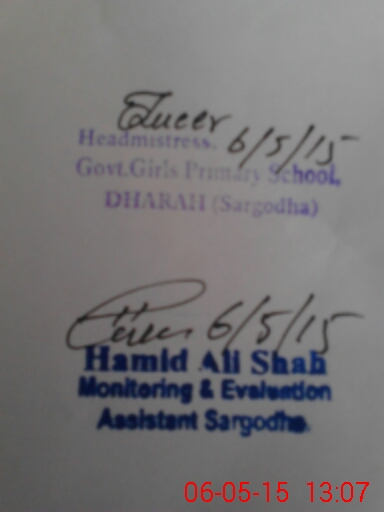 6/5/15
Headmistress.
Govt.Girls Primary School,
DHARAH (Sargodha)
6/5/15
Hamid Ali Shah
Monitoring & Evaluation
Assistant Sargodha.
06-05-15 13:07